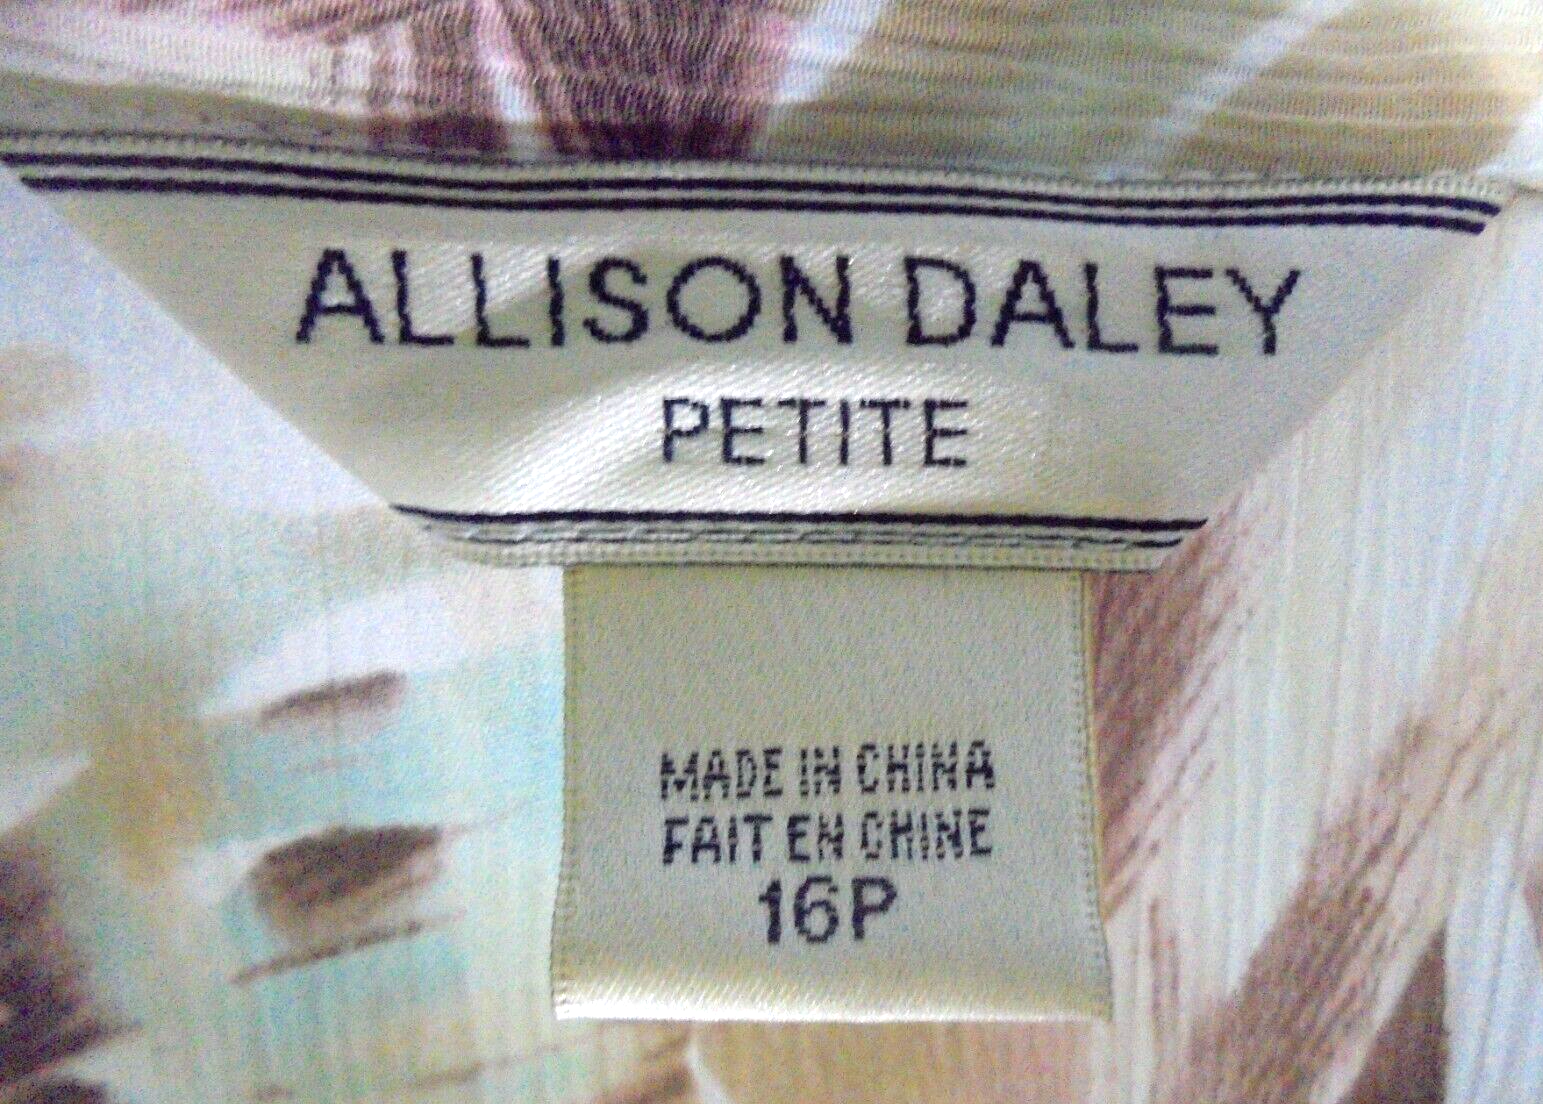 ALLISON DALEY
PETITE
MADE IN CHINA
FAIT EN CHINE
16P